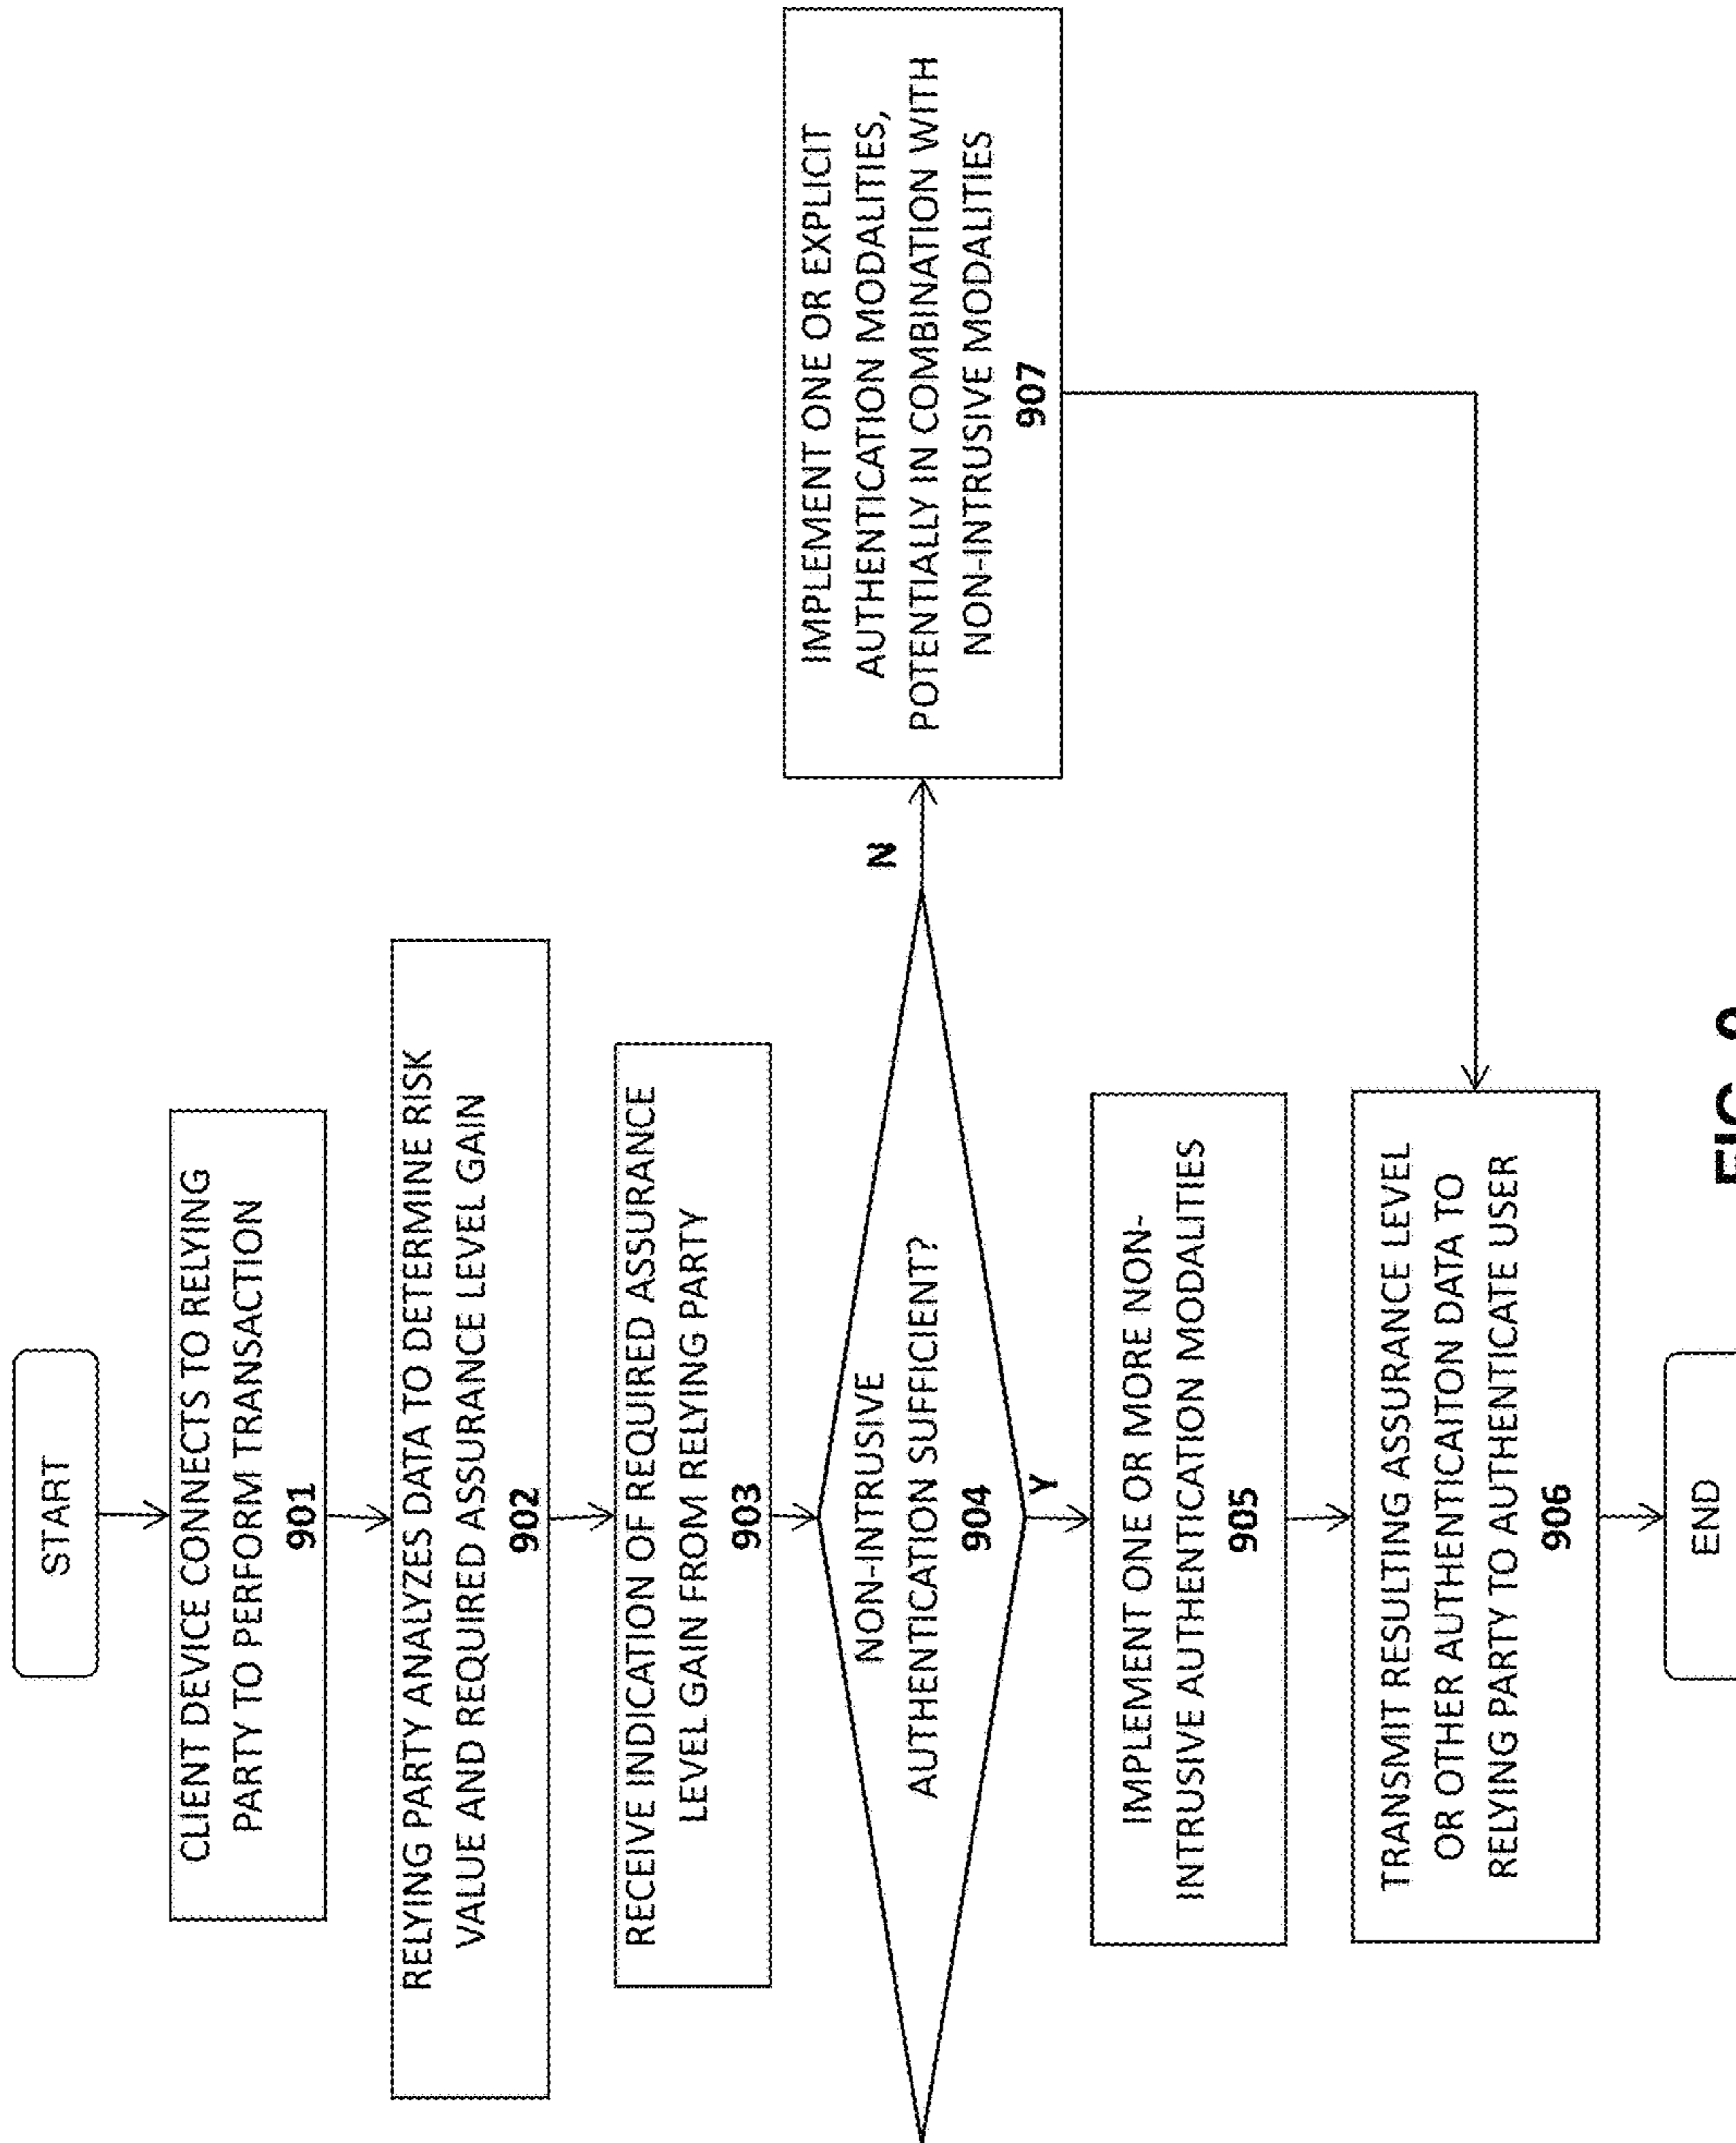 START
CLIENT DEVICE CONNECTS TO RELYING
PARTY TO PERFORM TRANSACTION
901
RELYING PARTY ANALYZES DATA TO DETERMINE RISK
VALUE AND REQUIRED ASSURANCE LEVEL GAIN
902
RECEIVE INDICATION OF REQUIRED ASSURANCE
LEVEL GAIN FROM RELYING PARTY
903
NON-INTRUSIVE
AUTHENTICATION SUFFICIENT?
904
N
IMPLEMENT ONE OR EXPLICIT
AUTHENTICATION MODALITIES,
POTENTIALLY IN COMBINATION WITH
NON-INTRUSIVE MODALITIES
907
Y
IMPLEMENT ONE OR MORE NON-
INTRUSIVE AUTHENTICATION MODALITIES
905
TRANSMIT RESULTING ASSURANCE LEVEL
OR OTHER AUTHENTICAITON DATA TO
RELYING PARTY TO AUTHENTICATE USER
906
END
FIG.